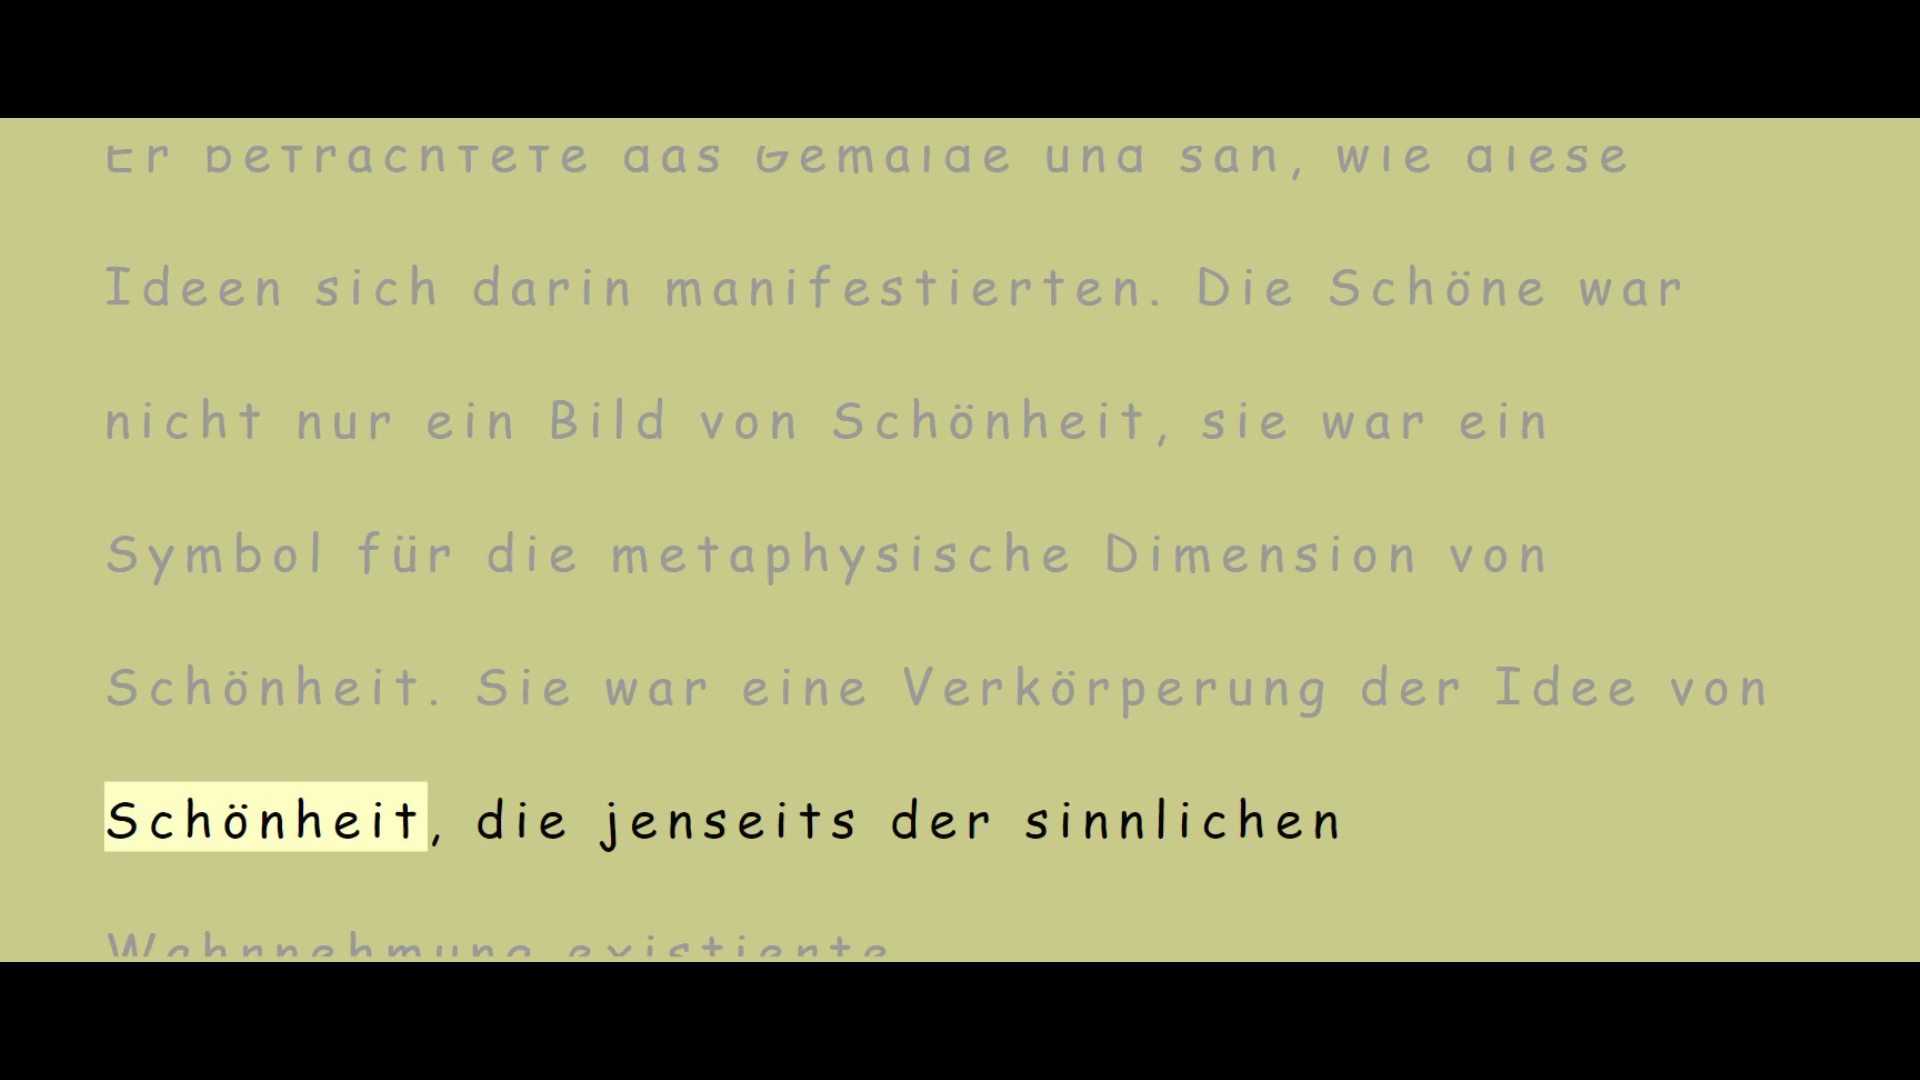 Er betrachtete das Gemälde und sah, wie diese
Ideen sich darin manifestierten. Die Schöne war
nicht nur ein Bild von Schönheit, sie war ein
Symbol für die metaphysische Dimension von
Schönheit. Sie war eine Verkörperung der Idee von
Schönheit, die jenseits der sinnlichen
Wahrnehmung existierte